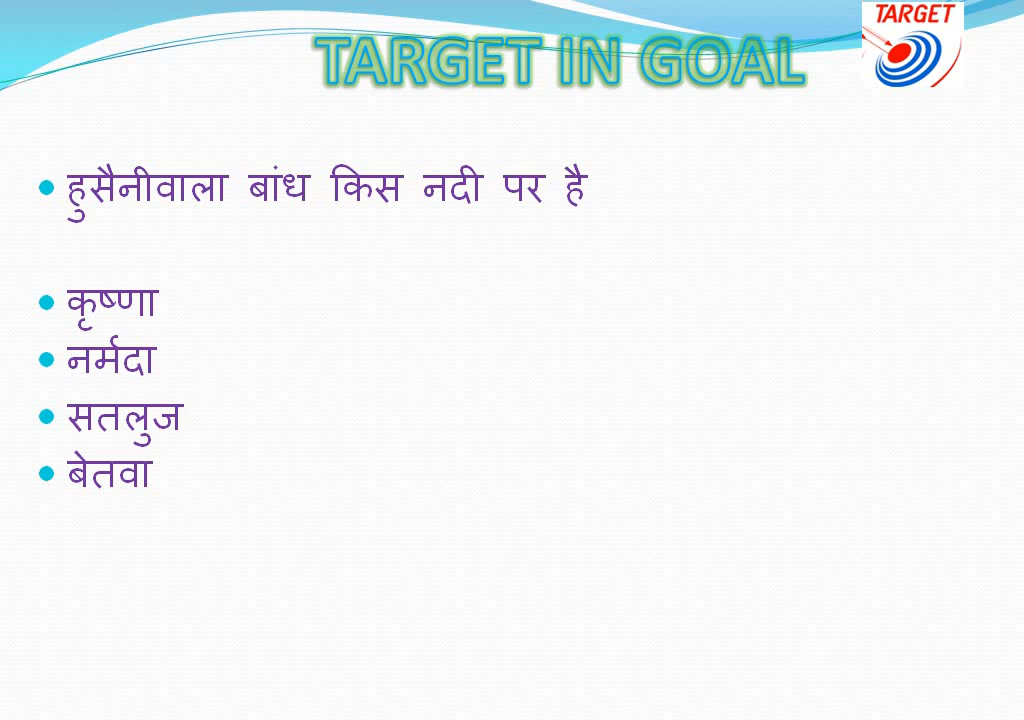 TARGET
TARGET IN GOAL
हुसैनीवाला बांध किस नदी पर है
कृष्णा
नर्मदा
सतलुज
बेतवा